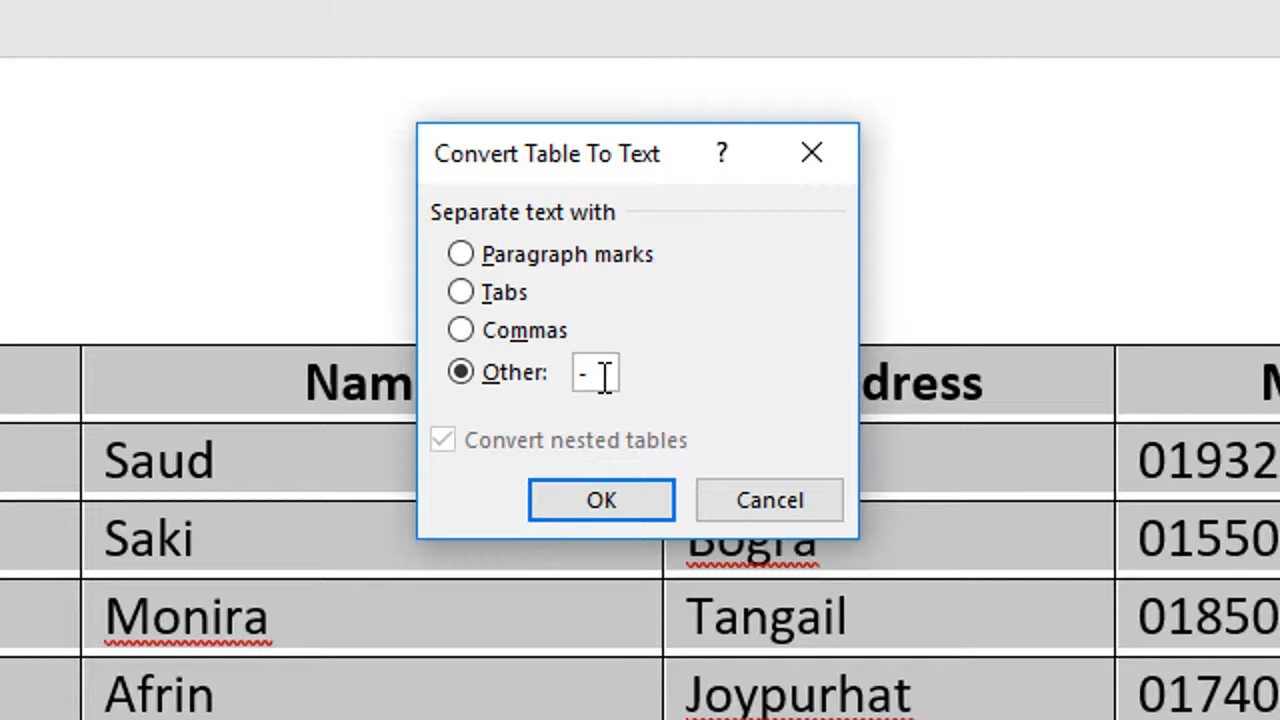 Convert Table To Text ?
Separate text with
Paragraph marks
Tabs
Commas
Other: -
Convert nested tables
OK Cancel
Nam dress M
Saud 01932
Saki Bogra 01550
Monira Tangail 01850
Afrin Joypurhat 01740